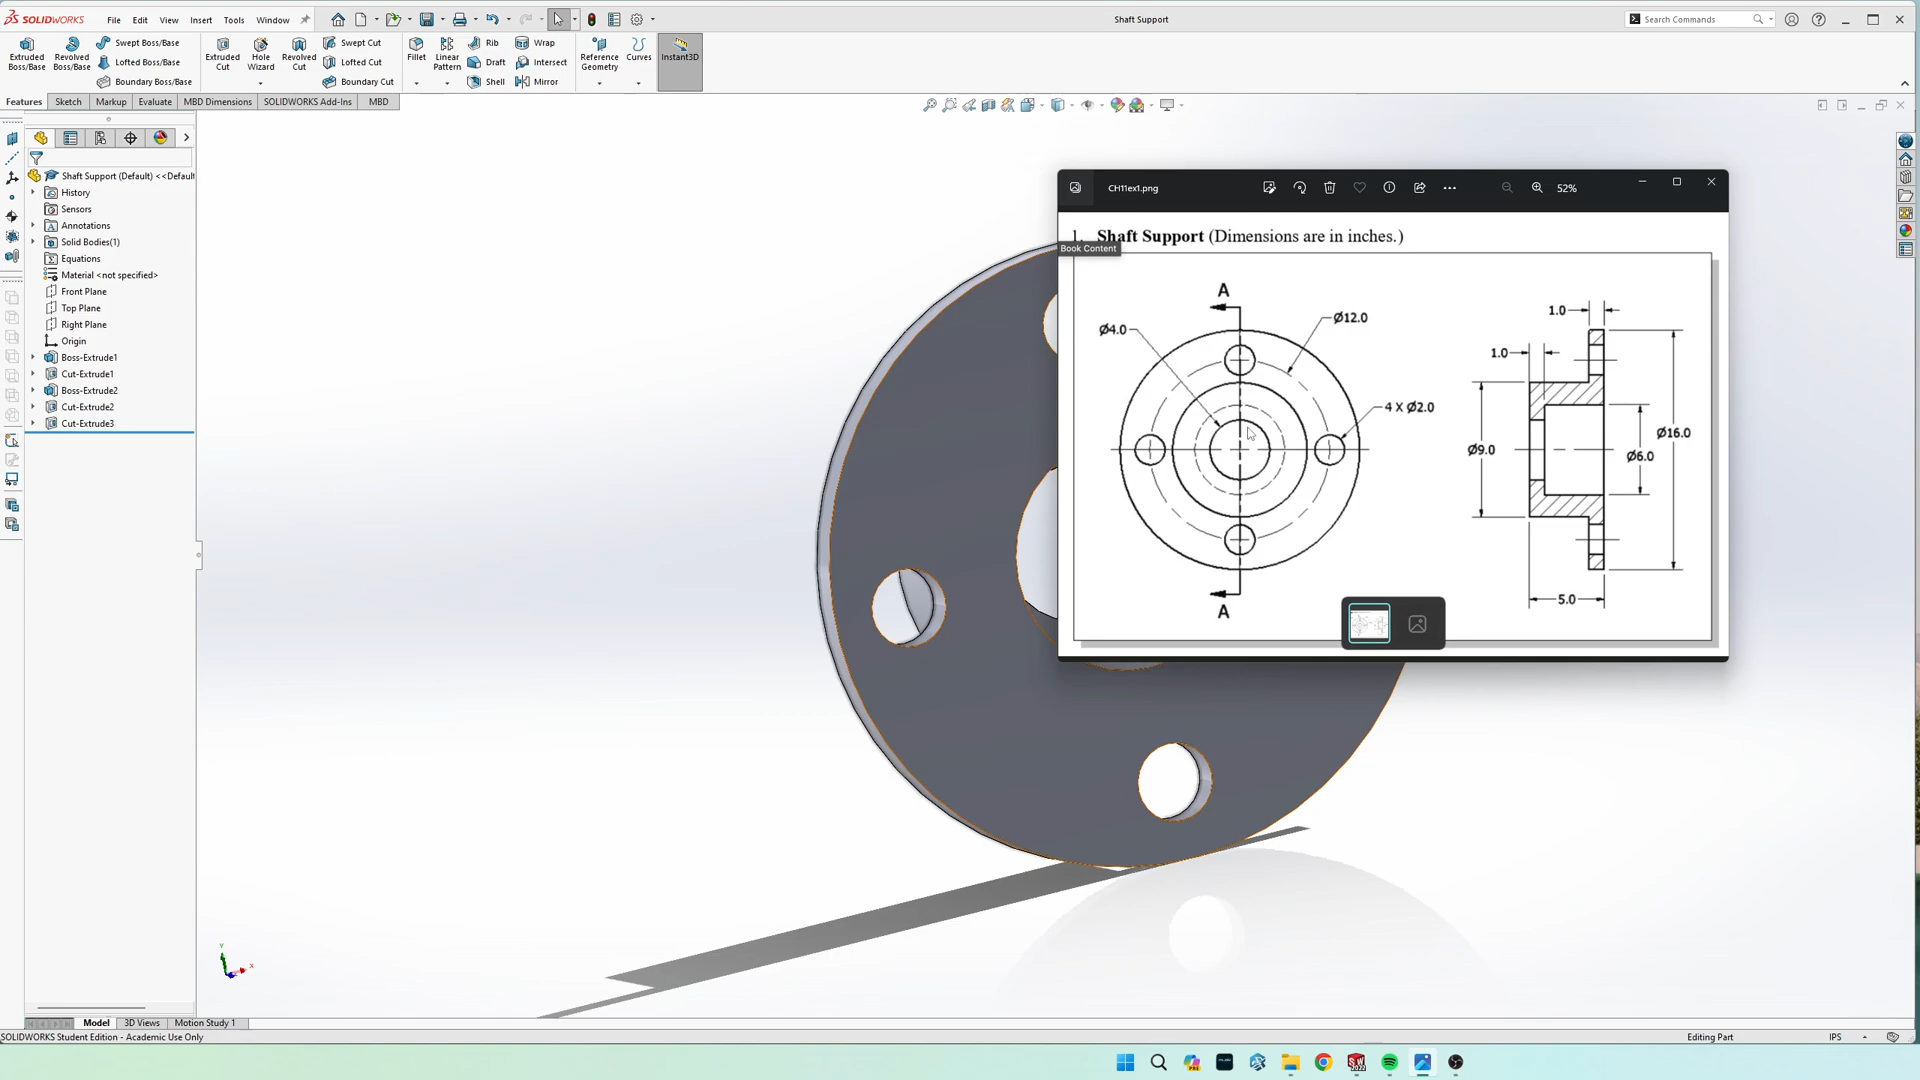 SOLIDWORKS File Edit View Insert Tools Window Shaft Support Search Commands
Extruded Boss/Base
Revolved Boss/Base
Swept Boss/Base
Lofted Boss/Base
Boundary Boss/Base
Extruded Cut
Hole Wizard
Revolved Cut
Swept Cut
Lofted Cut
Boundary Cut
Fillet
Linear Pattern
Rib
Draft
Shell
Wrap
Intersect
Mirror
Reference Geometry
Curves
Instant3D
Features Sketch Markup Evaluate MBD Dimensions SOLIDWORKS Add-Ins MBD
Shaft Support (Default) <<Defaul
History
Sensors
Annotations
Solid Bodies(1)
Equations
Material <not specified>
Front Plane
Top Plane
Right Plane
Origin
Boss-Extrude1
Cut-Extrude1
Boss-Extrude2
Cut-Extrude2
Cut-Extrude3
CH11ex1.png 52%
1. Shaft Support (Dimensions are in inches.)
Book Content
A
Ø4.0
Ø12.0
4 X Ø2.0
A
1.0
1.0
Ø9.0
Ø6.0
Ø16.0
5.0
Y
X
Model 3D Views Motion Study 1
SOLIDWORKS Student Edition - Academic Use Only Editing Part IPS